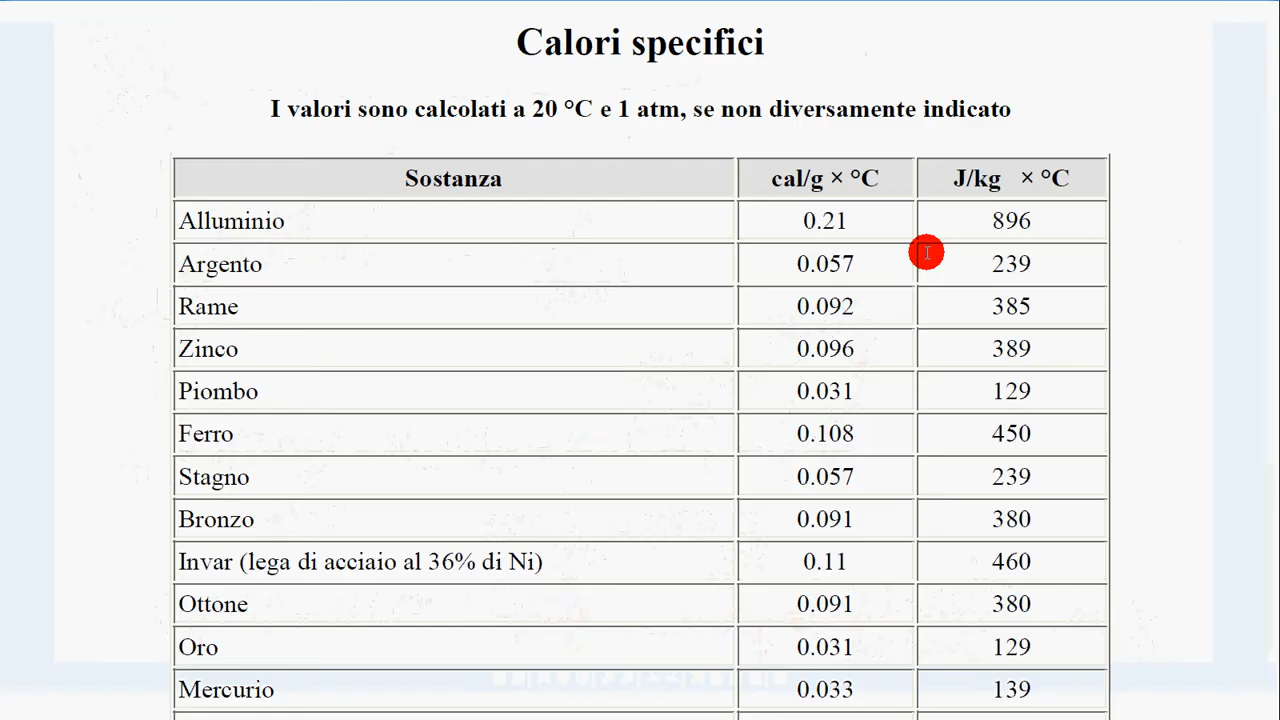 Calori specifici
I valori sono calcolati a 20 °C e 1 atm, se non diversamente indicato
Sostanza cal/g × °C J/kg × °C
Alluminio 0.21 896
Argento 0.057 239
Rame 0.092 385
Zinco 0.096 389
Piombo 0.031 129
Ferro 0.108 450
Stagno 0.057 239
Bronzo 0.091 380
Invar (lega di acciaio al 36% di Ni) 0.11 460
Ottone 0.091 380
Oro 0.031 129
Mercurio 0.033 139